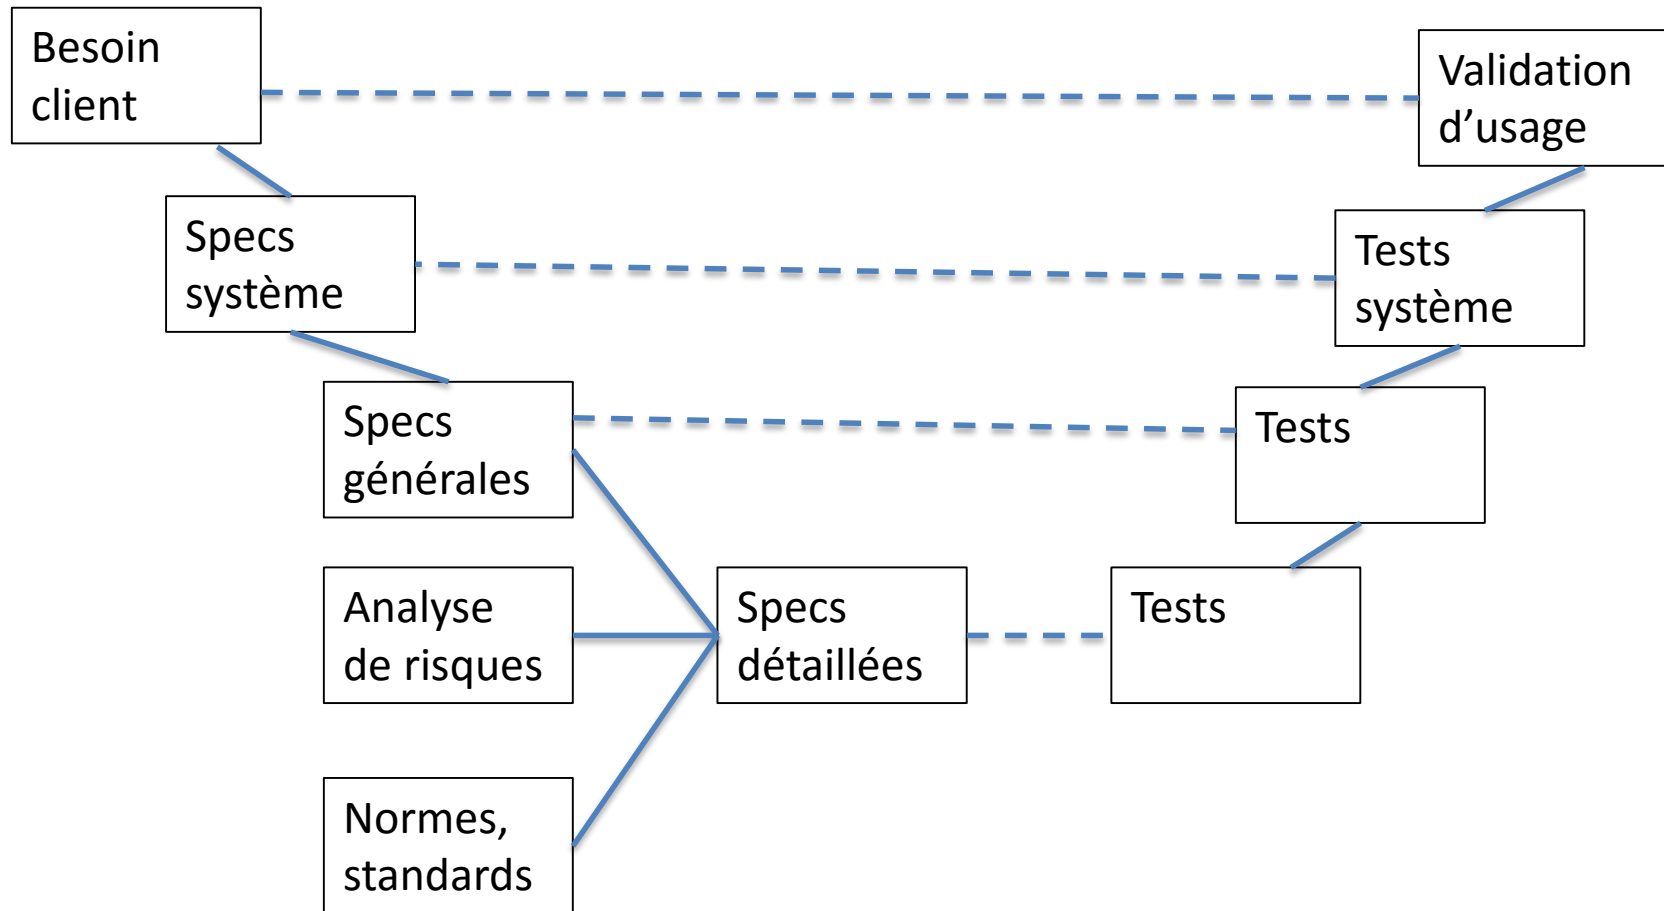 Besoin
client
Validation
d’usage
Specs
système
Tests
système
Specs
générales
Tests
Analyse
de risques
Specs
détaillées
Tests
Normes,
standards